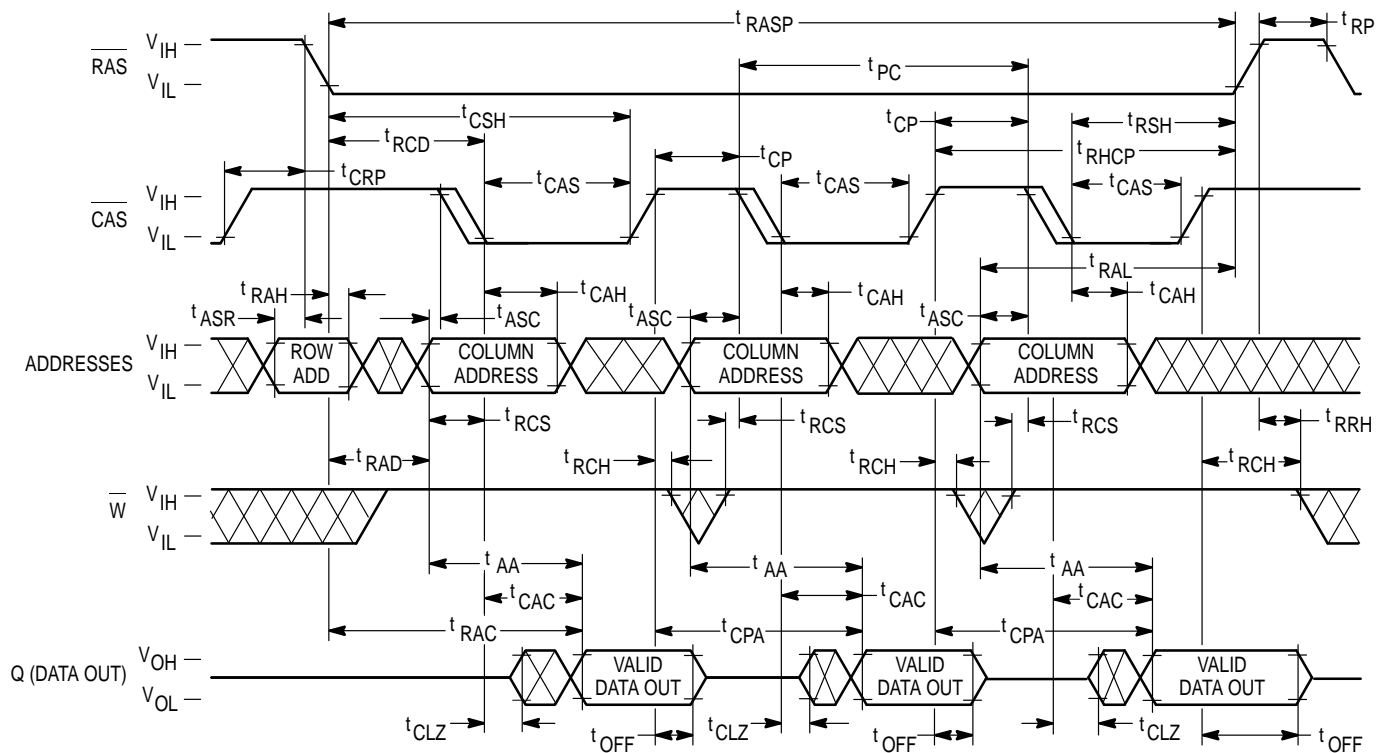 t RASP
t RP
RAS
V IH
V IL
t PC
t CSH
t CP
t RSH
t RCD
t CP
t RHCP
t CRP
t CAS
t CAS
t CAS
CAS
V IH
V IL
t RAL
t RAH
t CAH
t CAH
t CAH
t ASR
t ASC
t ASC
t ASC
ADDRESSES
V IH
V IL
ROW ADD
COLUMN ADDRESS
COLUMN ADDRESS
COLUMN ADDRESS
t RCS
t RCS
t RCS
t RRH
t RAD
t RCH
t RCH
t RCH
W
V IH
V IL
t AA
t AA
t AA
t CAC
t CAC
t CAC
t RAC
t CPA
t CPA
Q (DATA OUT)
V OH
V OL
VALID DATA OUT
VALID DATA OUT
VALID DATA OUT
t CLZ
t OFF
t CLZ
t OFF
t CLZ
t OFF